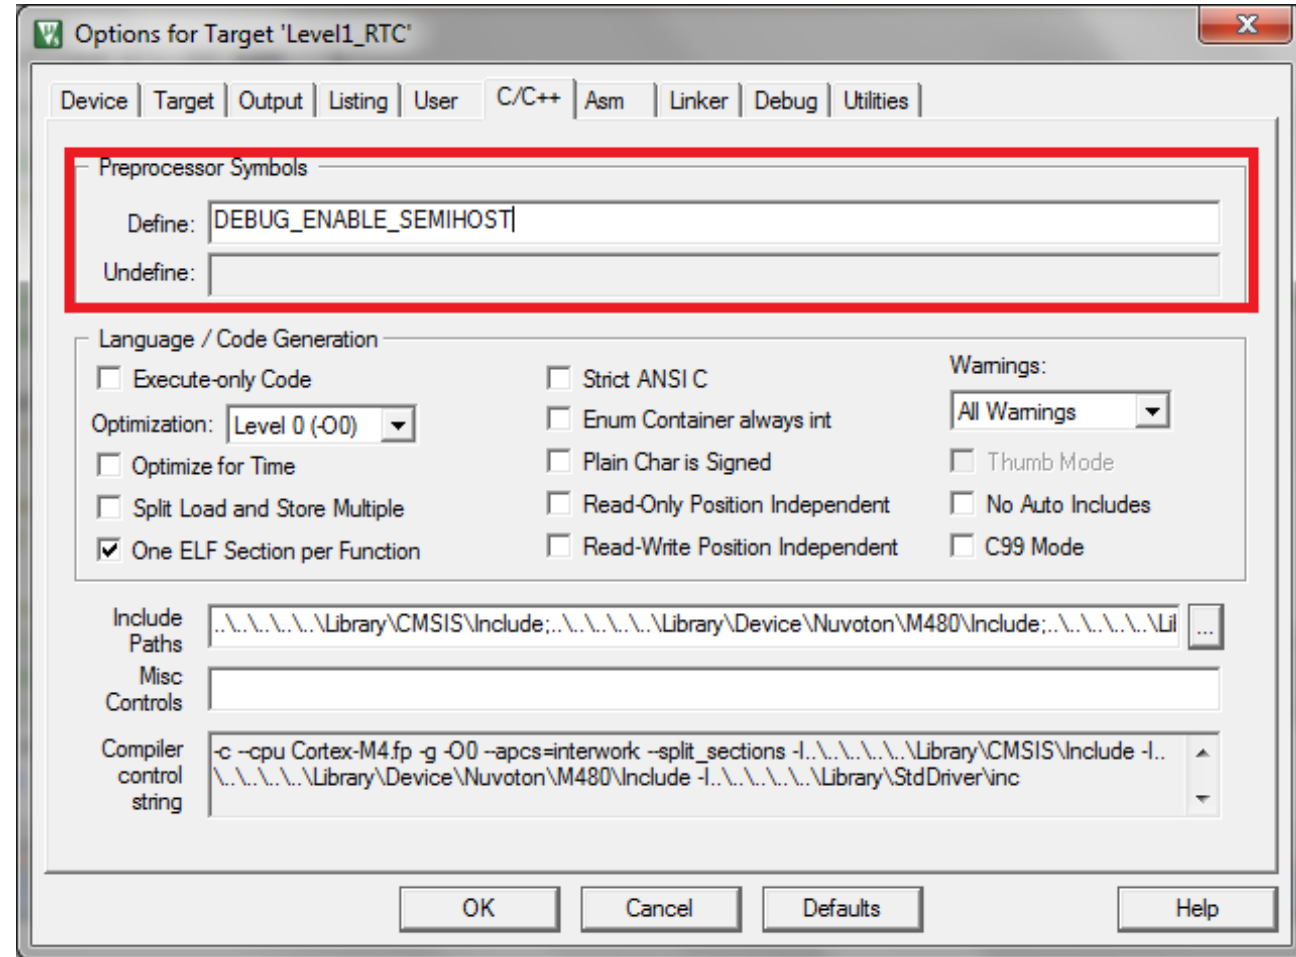 Options for Target 'Level1_RTC'
Device Target Output Listing User C/C++ Asm Linker Debug Utilities
Preprocessor Symbols
Define: DEBUG_ENABLE_SEMIHOST
Undefine:
Language / Code Generation
Execute-only Code Strict ANSI C Warnings:
Optimization: Level 0 (-O0) Enum Container always int All Warnings
Optimize for Time Plain Char is Signed Thumb Mode
Split Load and Store Multiple Read-Only Position Independent No Auto Includes
One ELF Section per Function Read-Write Position Independent C99 Mode
Include Paths ..\..\..\..\..\Library\CMSIS\Include;..\..\..\..\..\Library\Device\Nuvoton\M480\Include;..\..\..\..\..\Lil ...
Misc Controls
Compiler control string -c --cpu Cortex-M4.fp -g -O0 --apcs=interwork --split_sections -I..\..\..\..\..\Library\CMSIS\Include -I..
\..\..\..\..\Library\Device\Nuvoton\M480\Include -I..\..\..\..\..\Library\StdDriver\inc
OK Cancel Defaults Help